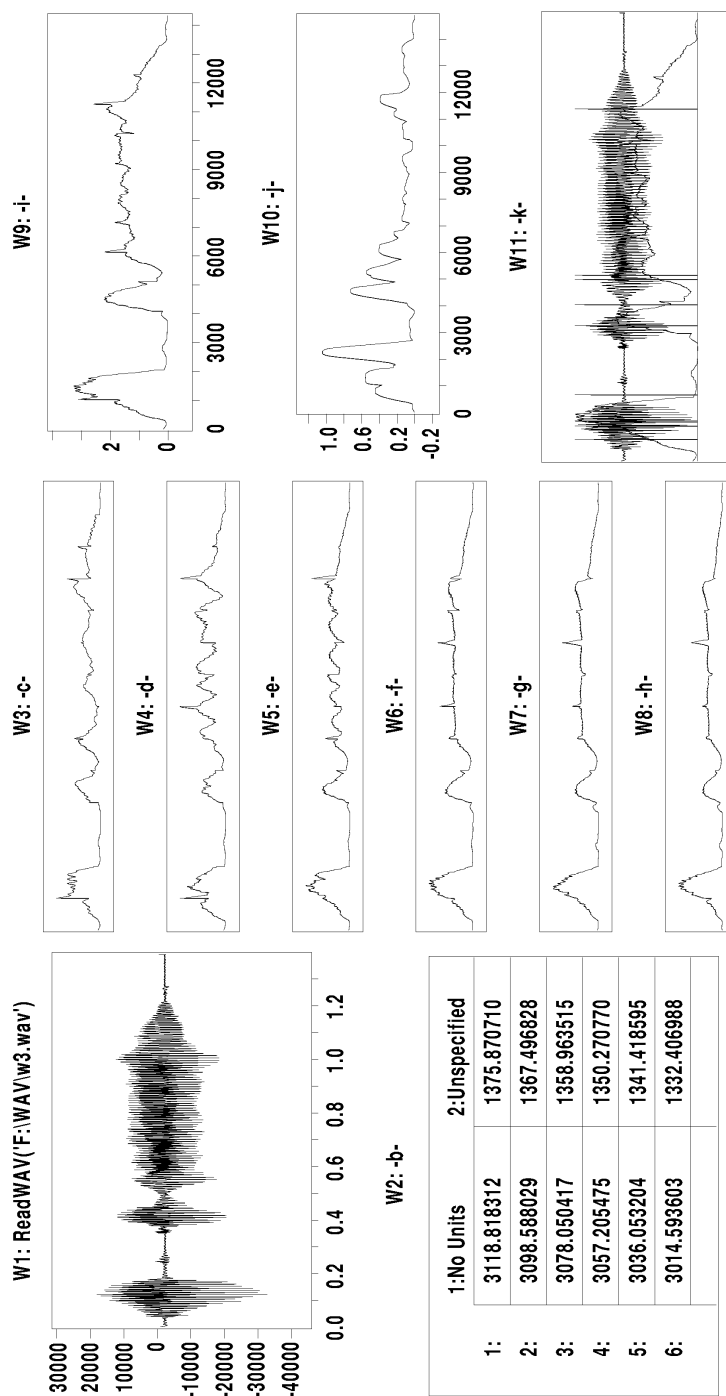 W1: ReadWAV('F:\WAV\w3.wav')
30000
20000
10000
0
-10000
-20000
-30000
-40000
0.0 0.2 0.4 0.6 0.8 1.0 1.2
W2: -b-
1:No Units 2:Unspecified
1: 3118.818312 1375.870710
2: 3098.588029 1367.496828
3: 3078.050417 1358.963515
4: 3057.205475 1350.270770
5: 3036.053204 1341.418595
6: 3014.593603 1332.406988
W3: -c-
W4: -d-
W5: -e-
W6: -f-
W7: -g-
W8: -h-
W9: -i-
4
2
0
0 3000 6000 9000 12000
W10: -j-
1.0
0.6
0.2
-0.2
0 3000 6000 9000 12000
W11: -k-